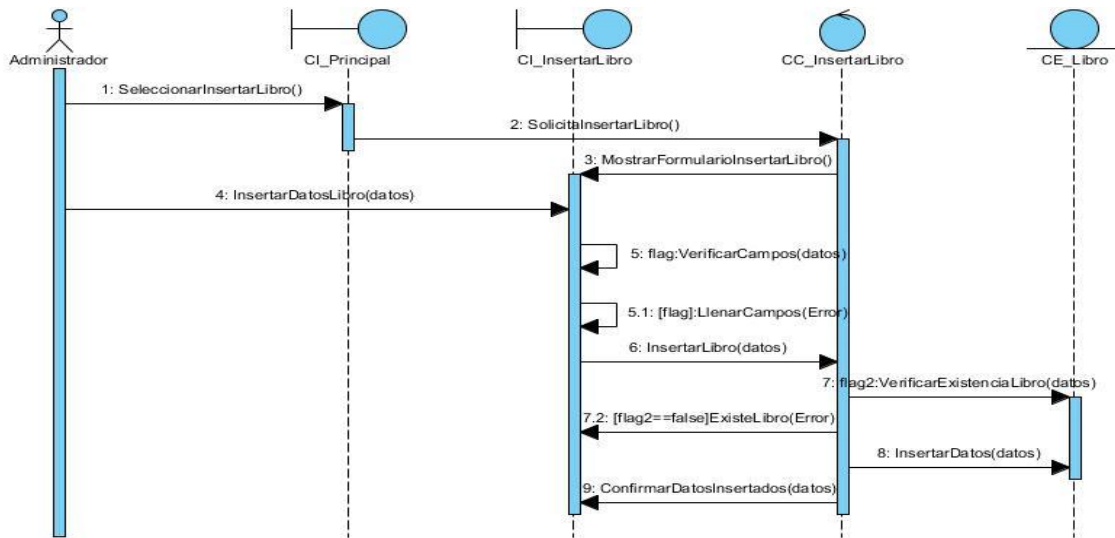 Administrador
CI_Principal
CI_InsertarLibro
CC_InsertarLibro
CE_Libro
1: SeleccionarInsertarLibro()
2: SolicitaInsertarLibro()
3: MostrarFormularioInsertarLibro()
4: InsertarDatosLibro(datos)
5: flag:VerificarCampos(datos)
5.1: [flag]:LlenarCampos(Error)
6: InsertarLibro(datos)
7: flag2:VerificarExistenciaLibro(datos)
7.2: [flag2==false]ExisteLibro(Error)
8: InsertarDatos(datos)
9: ConfirmarDatosInsertados(datos)